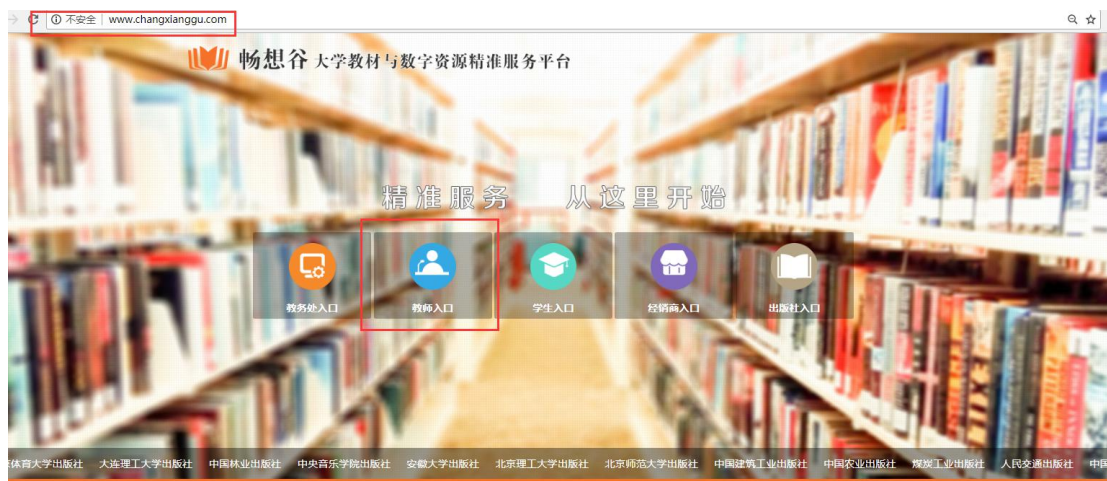 不安全 www.changxianggu.com
畅想谷 大学教材与数字资源精准服务平台
精准服务 从这里开始
教务处入口 教师入口 学生入口 经销商入口 出版社入口
体育大学出版社 大连理工大学出版社 中国林业出版社 中央音乐学院出版社 安徽大学出版社 北京理工大学出版社 北京师范大学出版社 中国建筑工业出版社 中国农业出版社 煤炭工业出版社 人民交通出版社 中国